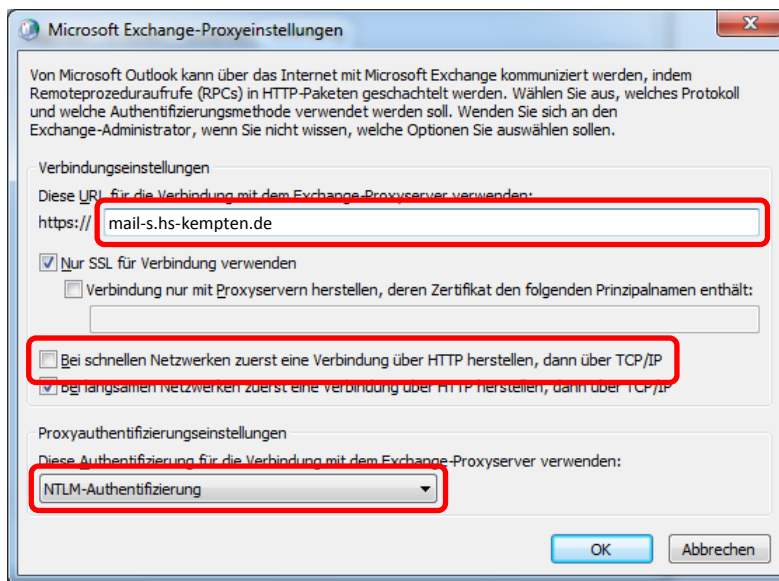 Microsoft Exchange-Proxyeinstellungen
Von Microsoft Outlook kann über das Internet mit Microsoft Exchange kommuniziert werden, indem
Remoteprozeduraufrufe (RPCs) in HTTP-Paketen geschachtelt werden. Wählen Sie aus, welches Protokoll
und welche Authentifizierungsmethode verwendet werden soll. Wenden Sie sich an den
Exchange-Administrator, wenn Sie nicht wissen, welche Optionen Sie auswählen sollen.
Verbindungseinstellungen
Diese URL für die Verbindung mit dem Exchange-Proxyserver verwenden:
https:// mail-s.hs-kempten.de
Nur SSL für Verbindung verwenden
Verbindung nur mit Proxyservern herstellen, deren Zertifikat den folgenden Prinzipalnamen enthält:
Bei schnellen Netzwerken zuerst eine Verbindung über HTTP herstellen, dann über TCP/IP
Bei langsamen Netzwerken zuerst eine Verbindung über HTTP herstellen, dann über TCP/IP
Proxyauthentifizierungseinstellungen
Diese Authentifizierung für die Verbindung mit dem Exchange-Proxyserver verwenden:
NTLM-Authentifizierung
OK Abbrechen